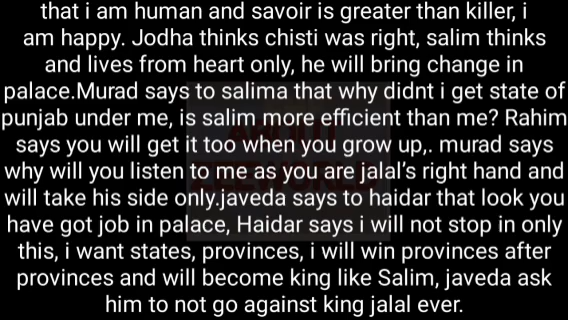 that i am human and savoir is greater than killer, i
am happy. Jodha thinks chisti was right, salim thinks
and lives from heart only, he will bring change in
palace.Murad says to salima that why didnt i get state of
punjab under me, is salim more efficient than me? Rahim
says you will get it too when you grow up,. murad says
why will you listen to me as you are jalal’s right hand and
will take his side only.javeda says to haidar that look you
have got job in palace, Haidar says i will not stop in only
this, i want states, provinces, i will win provinces after
provinces and will become king like Salim, javeda ask
him to not go against king jalal ever.